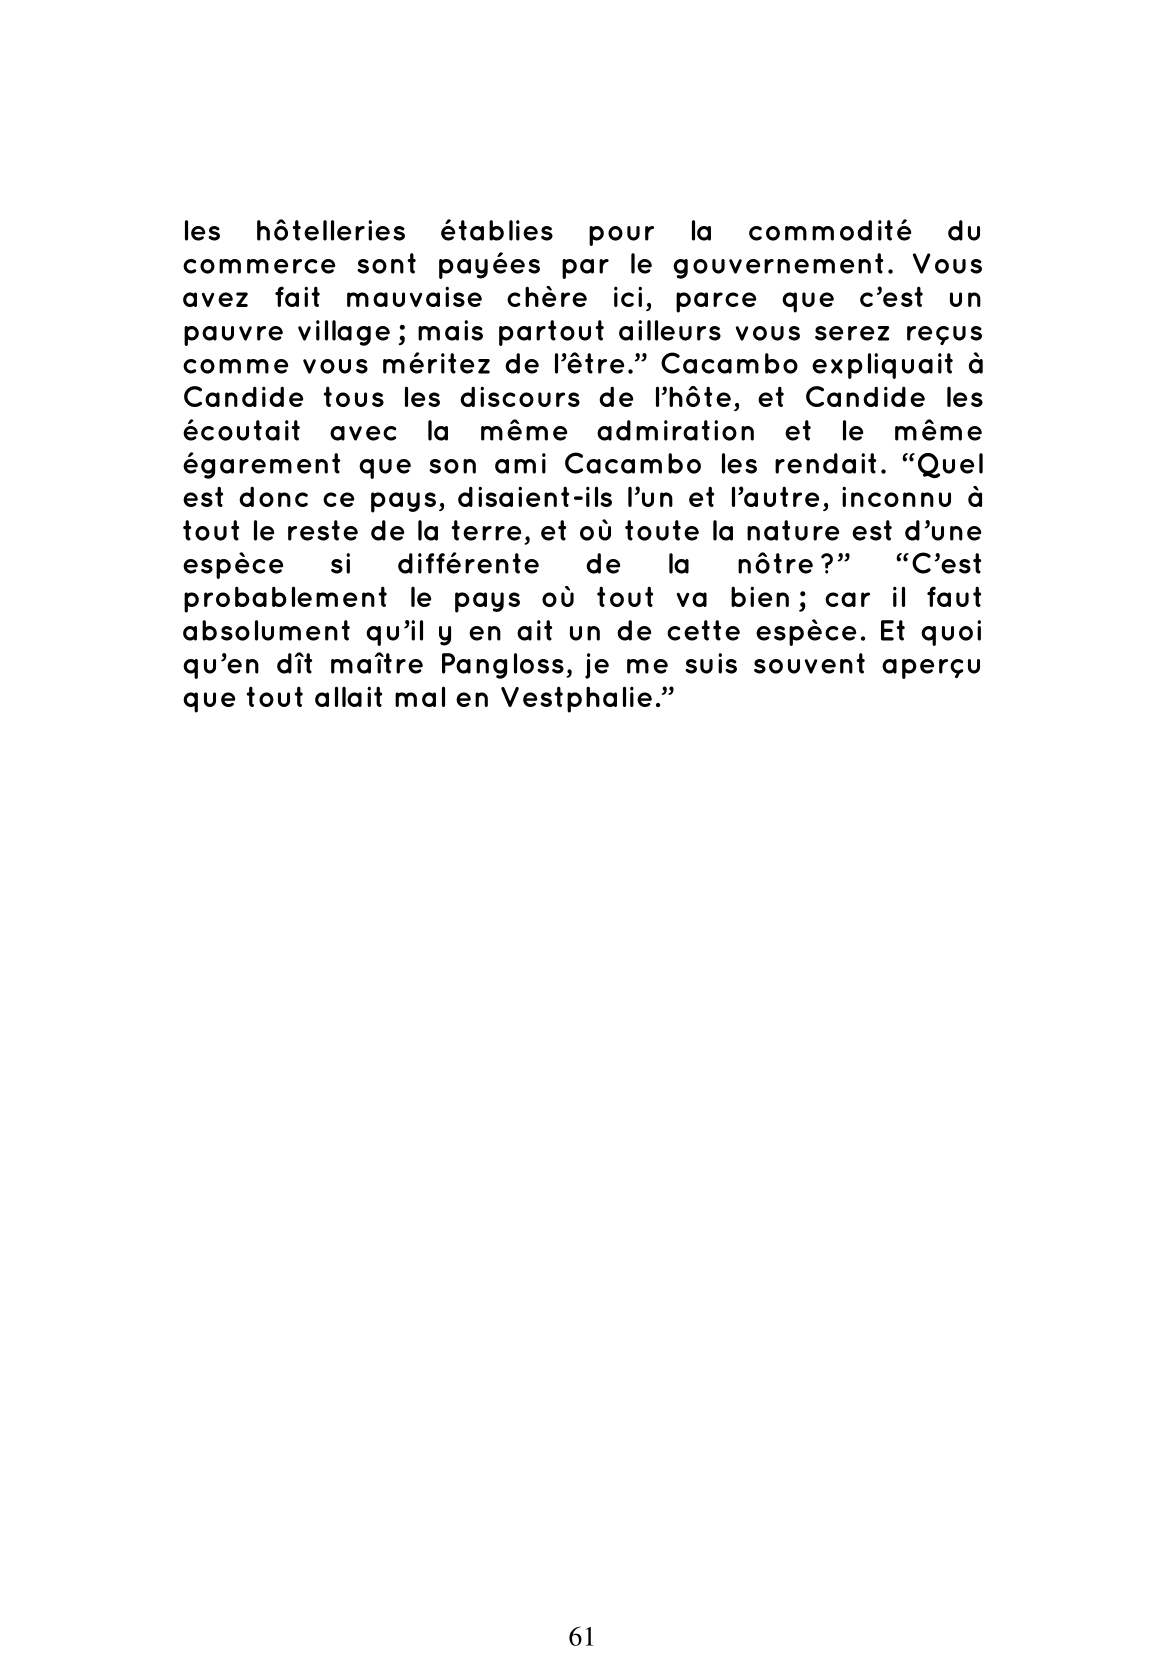 les hôtelleries établies pour la commodité du
commerce sont payées par le gouvernement. Vous
avez fait mauvaise chère ici, parce que c’est un
pauvre village ; mais partout ailleurs vous serez reçus
comme vous méritez de l’être.” Cacambo expliquait à
Candide tous les discours de l’hôte, et Candide les
écoutait avec la même admiration et le même
égarement que son ami Cacambo les rendait. “Quel
est donc ce pays, disaient-ils l’un et l’autre, inconnu à
tout le reste de la terre, et où toute la nature est d’une
espèce si différente de la nôtre ?” “C’est
probablement le pays où tout va bien ; car il faut
absolument qu’il y en ait un de cette espèce. Et quoi
qu’en dît maître Pangloss, je me suis souvent aperçu
que tout allait mal en Vestphalie.”
61